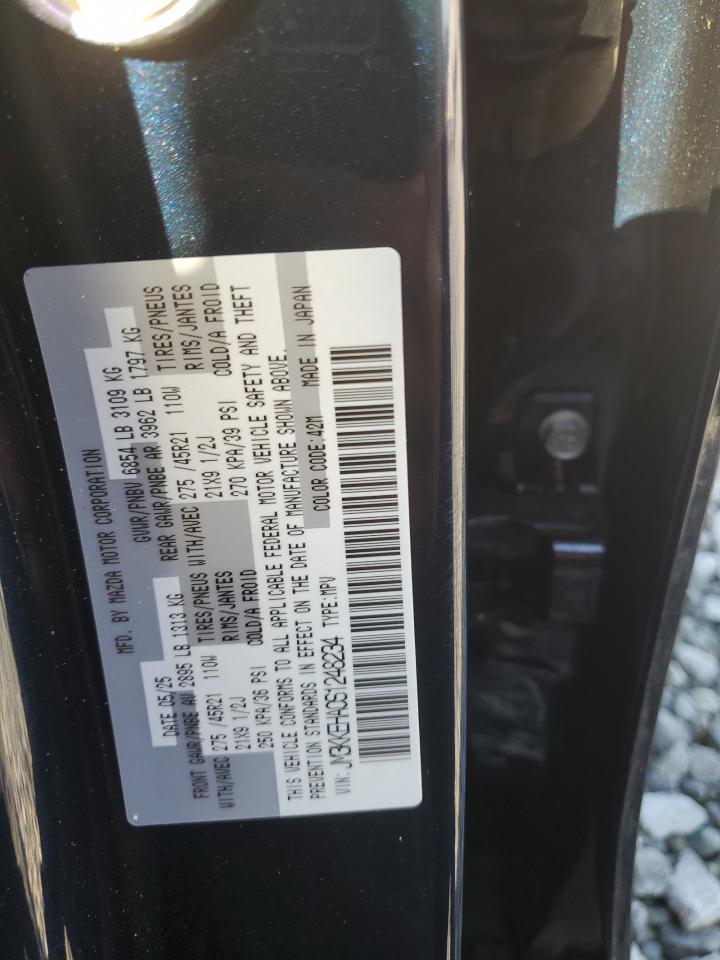 MFD. BY MAZDA MOTOR CORPORATION
DATE 05/25
GVWR/PNBV 6854 LB 3109 KG
FRONT GAWR/PNBE AV 2895 LB 1313 KG
REAR GAWR/PNBE AR 3962 LB 1797 KG
WITH/AVEC 275 /45R21 110W TIRES/PNEUS WITH/AVEC 275 /45R21 110W TIRES/PNEUS
21X9 1/2J RIMS/JANTES 21X9 1/2J RIMS/JANTES
250 KPA/36 PSI COLD/A FROID 270 KPA/39 PSI COLD/A FROID
THIS VEHICLE CONFORMS TO ALL APPLICABLE FEDERAL MOTOR VEHICLE SAFETY AND THEFT
PREVENTION STANDARDS IN EFFECT ON THE DATE OF MANUFACTURE SHOWN ABOVE.
COLOR CODE:42M MADE IN JAPAN
VIN: JM3KKEHA0S1248234 TYPE:MPV